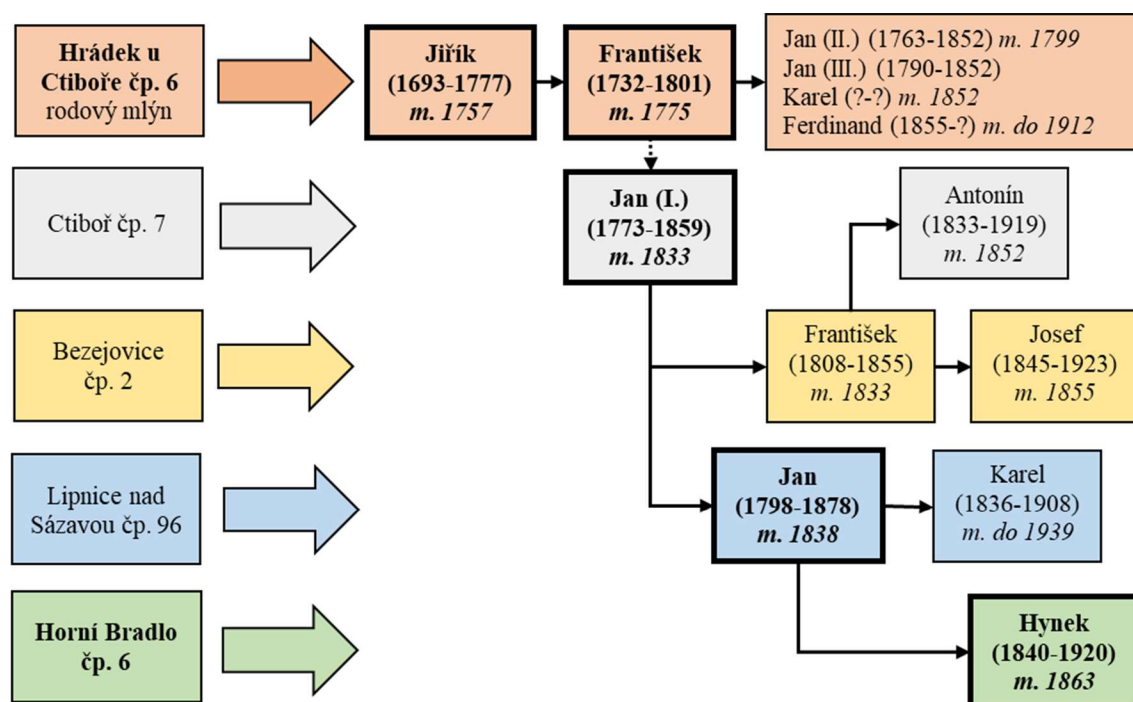 Hrádek u
Ctiboře čp. 6
rodový mlýn
Jiřík
(1693-1777)
m. 1757
František
(1732-1801)
m. 1775
Jan (II.) (1763-1852) m. 1799
Jan (III.) (1790-1852)
Karel (?-?) m. 1852
Ferdinand (1855-?) m. do 1912
Ctiboř čp. 7
Jan (I.)
(1773-1859)
m. 1833
Antonín
(1833-1919)
m. 1852
Bezejovice
čp. 2
František
(1808-1855)
m. 1833
Josef
(1845-1923)
m. 1855
Lipnice nad
Sázavou čp. 96
Jan
(1798-1878)
m. 1838
Karel
(1836-1908)
m. do 1939
Horní Bradlo
čp. 6
Hynek
(1840-1920)
m. 1863